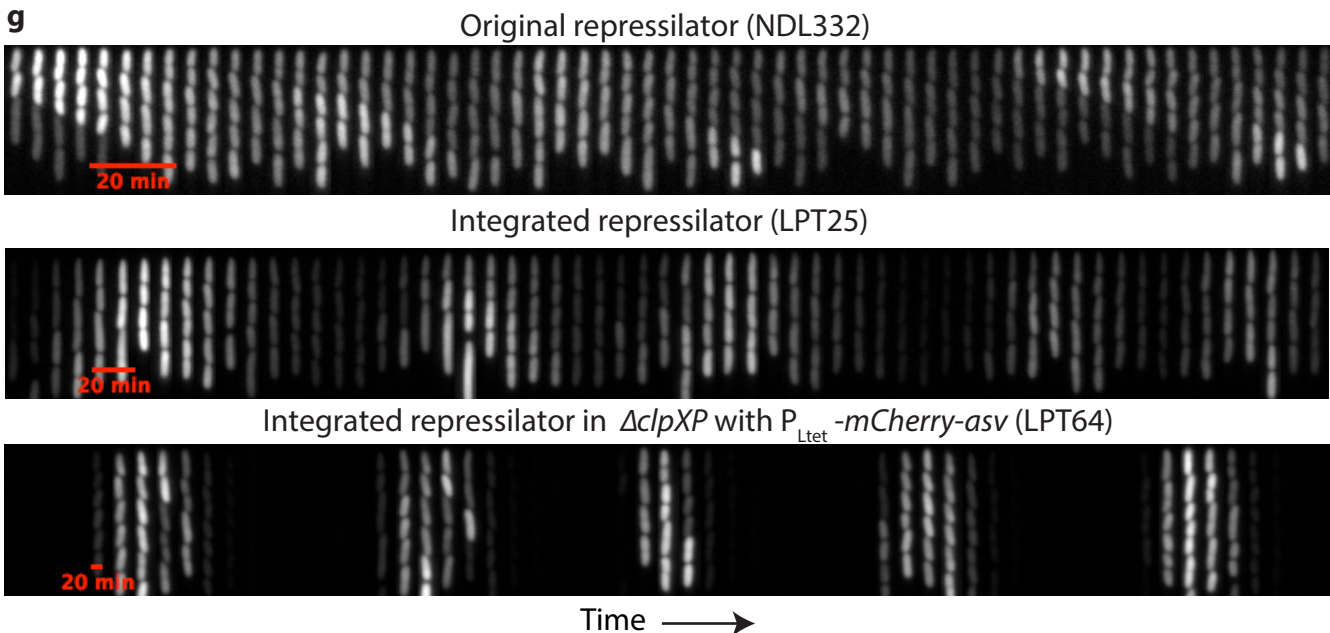 g
Original repressilator (NDL332)
20 min
Integrated repressilator (LPT25)
20 min
Integrated repressilator in ΔclpXP with PLtet -mCherry-asv (LPT64)
20 min
Time